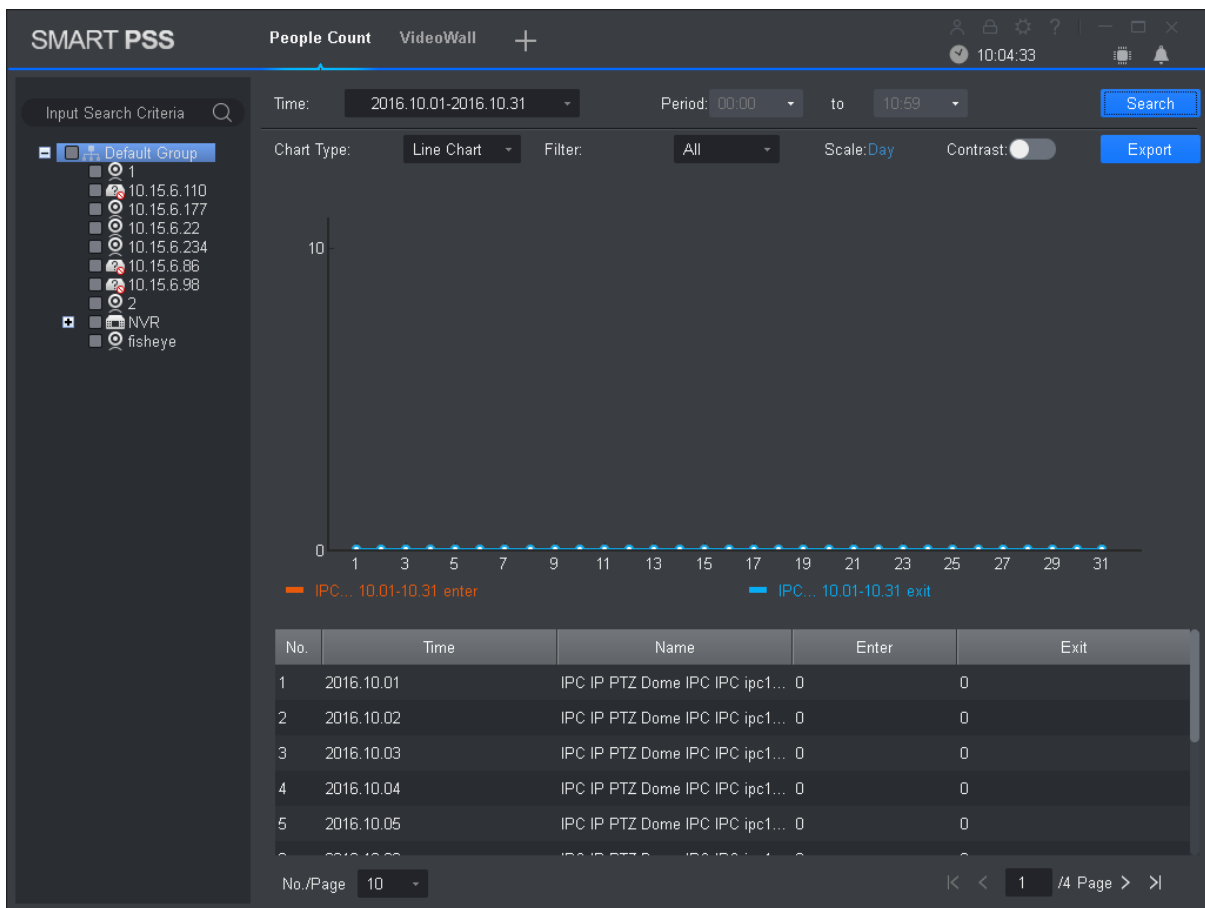 SMART PSS
People Count VideoWall
10:04:33
Input Search Criteria
Default Group
1
10.15.6.110
10.15.6.177
10.15.6.22
10.15.6.234
10.15.6.86
10.15.6.98
2
NVR
fisheye
Time: 2016.10.01-2016.10.31 Period: 00:00 to 10:59 Search
Chart Type: Line Chart Filter: All Scale:Day Contrast: Export
10
0
1 3 5 7 9 11 13 15 17 19 21 23 25 27 29 31
IPC... 10.01-10.31 enter IPC... 10.01-10.31 exit
No. Time Name Enter Exit
1 2016.10.01 IPC IP PTZ Dome IPC IPC ipc1... 0 0
2 2016.10.02 IPC IP PTZ Dome IPC IPC ipc1... 0 0
3 2016.10.03 IPC IP PTZ Dome IPC IPC ipc1... 0 0
4 2016.10.04 IPC IP PTZ Dome IPC IPC ipc1... 0 0
5 2016.10.05 IPC IP PTZ Dome IPC IPC ipc1... 0 0
No./Page 10 1 /4 Page